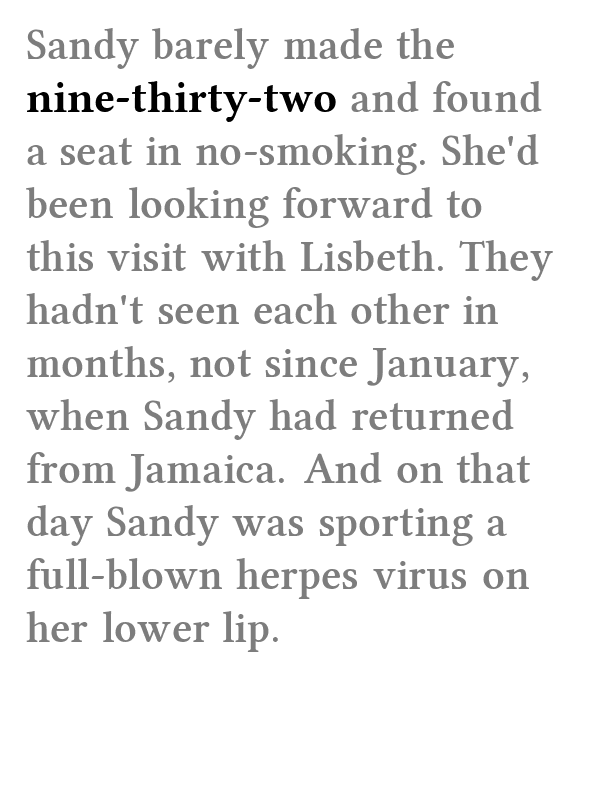 Sandy barely made the
nine-thirty-two and found
a seat in no-smoking. She'd
been looking forward to
this visit with Lisbeth. They
hadn't seen each other in
months, not since January,
when Sandy had returned
from Jamaica. And on that
day Sandy was sporting a
full-blown herpes virus on
her lower lip.